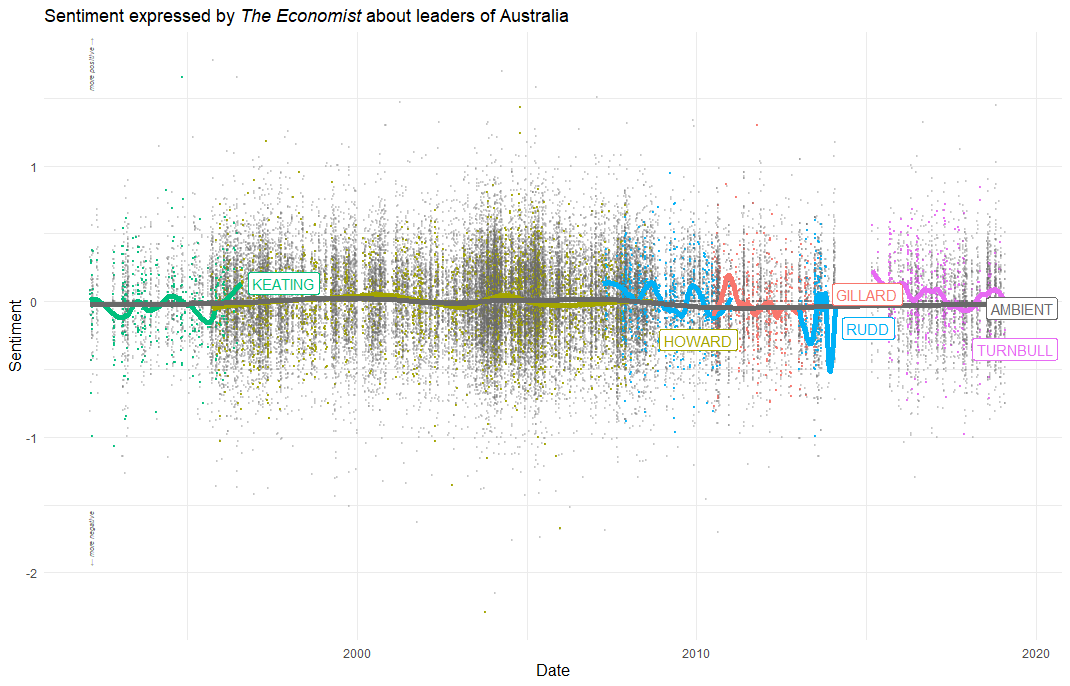 Sentiment expressed by The Economist about leaders of Australia
more positive→
1
0
-1
-2
←more negative
Sentiment
KEATING
HOWARD
GILLARD
RUDD
AMBIENT
TURNBULL
2000
2010
2020
Date